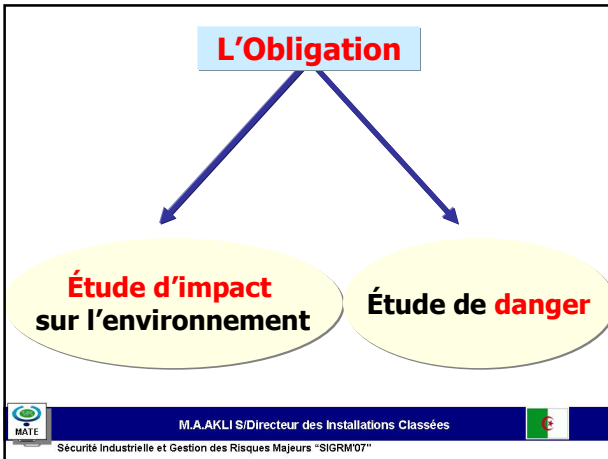 L’Obligation
Étude d’impact
sur l’environnement
Étude de danger
MATE
M.A.AKLI S/Directeur des Installations Classées
Sécurité Industrielle et Gestion des Risques Majeurs “SIGRM'07”